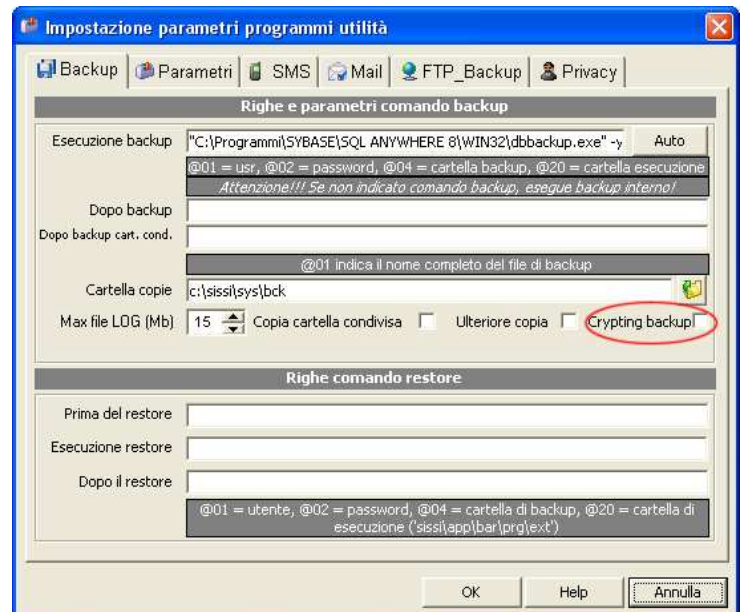 Impostazione parametri programmi utilità
Backup Parametri SMS Mail FTP_Backup Privacy
Righe e parametri comando backup
Esecuzione backup "C:\Programmi\SYBASE\SQL ANYWHERE 8\WIN32\dbbackup.exe" -y Auto
@01 = usr, @02 = password, @04 = cartella backup, @20 = cartella esecuzione
Attenzione!!! Se non indicato comando backup, esegue backup interno!
Dopo backup
Dopo backup cart. cond.
@01 indica il nome completo del file di backup
Cartella copie c:\sissi\sys\bck
Max file LOG (Mb) 15 Copia cartella condivisa Ulteriore copia Crypting backup
Righe comando restore
Prima del restore
Esecuzione restore
Dopo il restore
@01 = utente, @02 = password, @04 = cartella di backup, @20 = cartella di
esecuzione ('sissi\app\bar\prg\ext')
OK Help Annulla